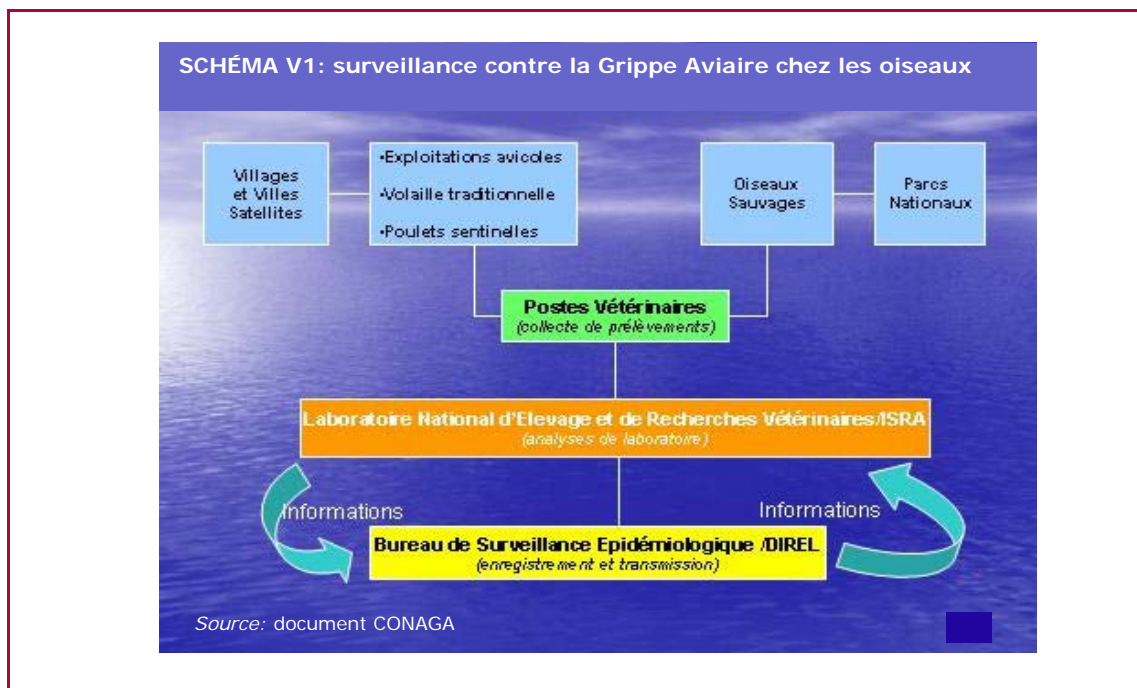 SCHÉMA V1: surveillance contre la Grippe Aviaire chez les oiseaux
Villages
et Villes
Satellites
•Exploitations avicoles
•Volaille traditionnelle
•Poulets sentinelles
Oiseaux
Sauvages
Parcs
Nationaux
Postes Vétérinaires
(collecte de prélèvements)
Laboratoire National d'Elevage et de Recherches Vétérinaires/ISRA
(analyses de laboratoire)
Informations
Informations
Bureau de Surveillance Epidémiologique /DIREL
(enregistrement et transmission)
Source: document CONAGA